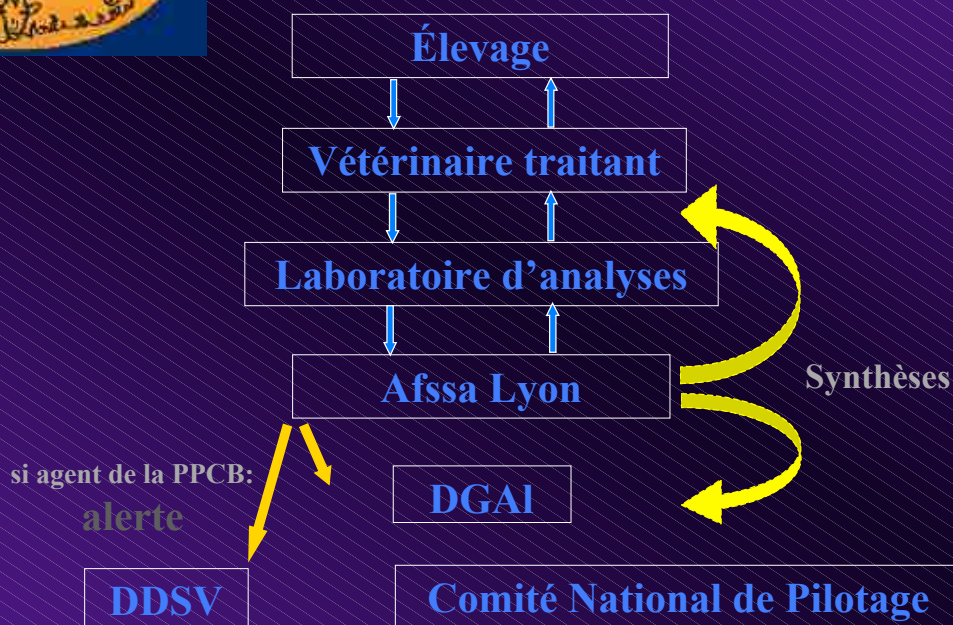 Élevage
Vétérinaire traitant
Laboratoire d’analyses
Afssa Lyon
Synthèses
si agent de la PPCB:
alerte
DGAl
DDSV
Comité National de Pilotage